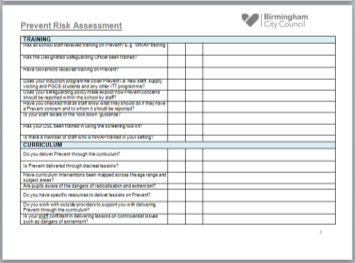 Prevent Risk Assessment
Birmingham
City Council
TRAINING
Has all school staff received training on Prevent? E.g. WRAP training
Has the Designated Safeguarding Officer been trained?
Have Governors received training on Prevent?
Does your induction programme cover Prevent i.e. new staff, supply,
visiting and PGCE students and any other ITT programme?
Does your safeguarding policy make explicit how Prevent concerns
should be reported within the school by staff?
Have you checked that all staff know what they should do if they have
a Prevent concern and to whom it should be reported?
Is your staff aware of the 'lock down' guidance?
Has your DSL been trained in using the screening tool kit?
Is there a member of staff who is WRAP trained in your setting?
CURRICULUM
Do you deliver Prevent through the curriculum?
Is Prevent delivered through discreet lessons?
Have curriculum interventions been mapped across the age range and
subject areas?
Are pupils aware of the dangers of radicalisation and extremism?
Do you have specific resources to deliver lessons on Prevent?
Do you work with outside providers to support you with delivering
Prevent through the curriculum?
Is your staff confident in delivering lessons on controversial issues
such as dangers of extremism?